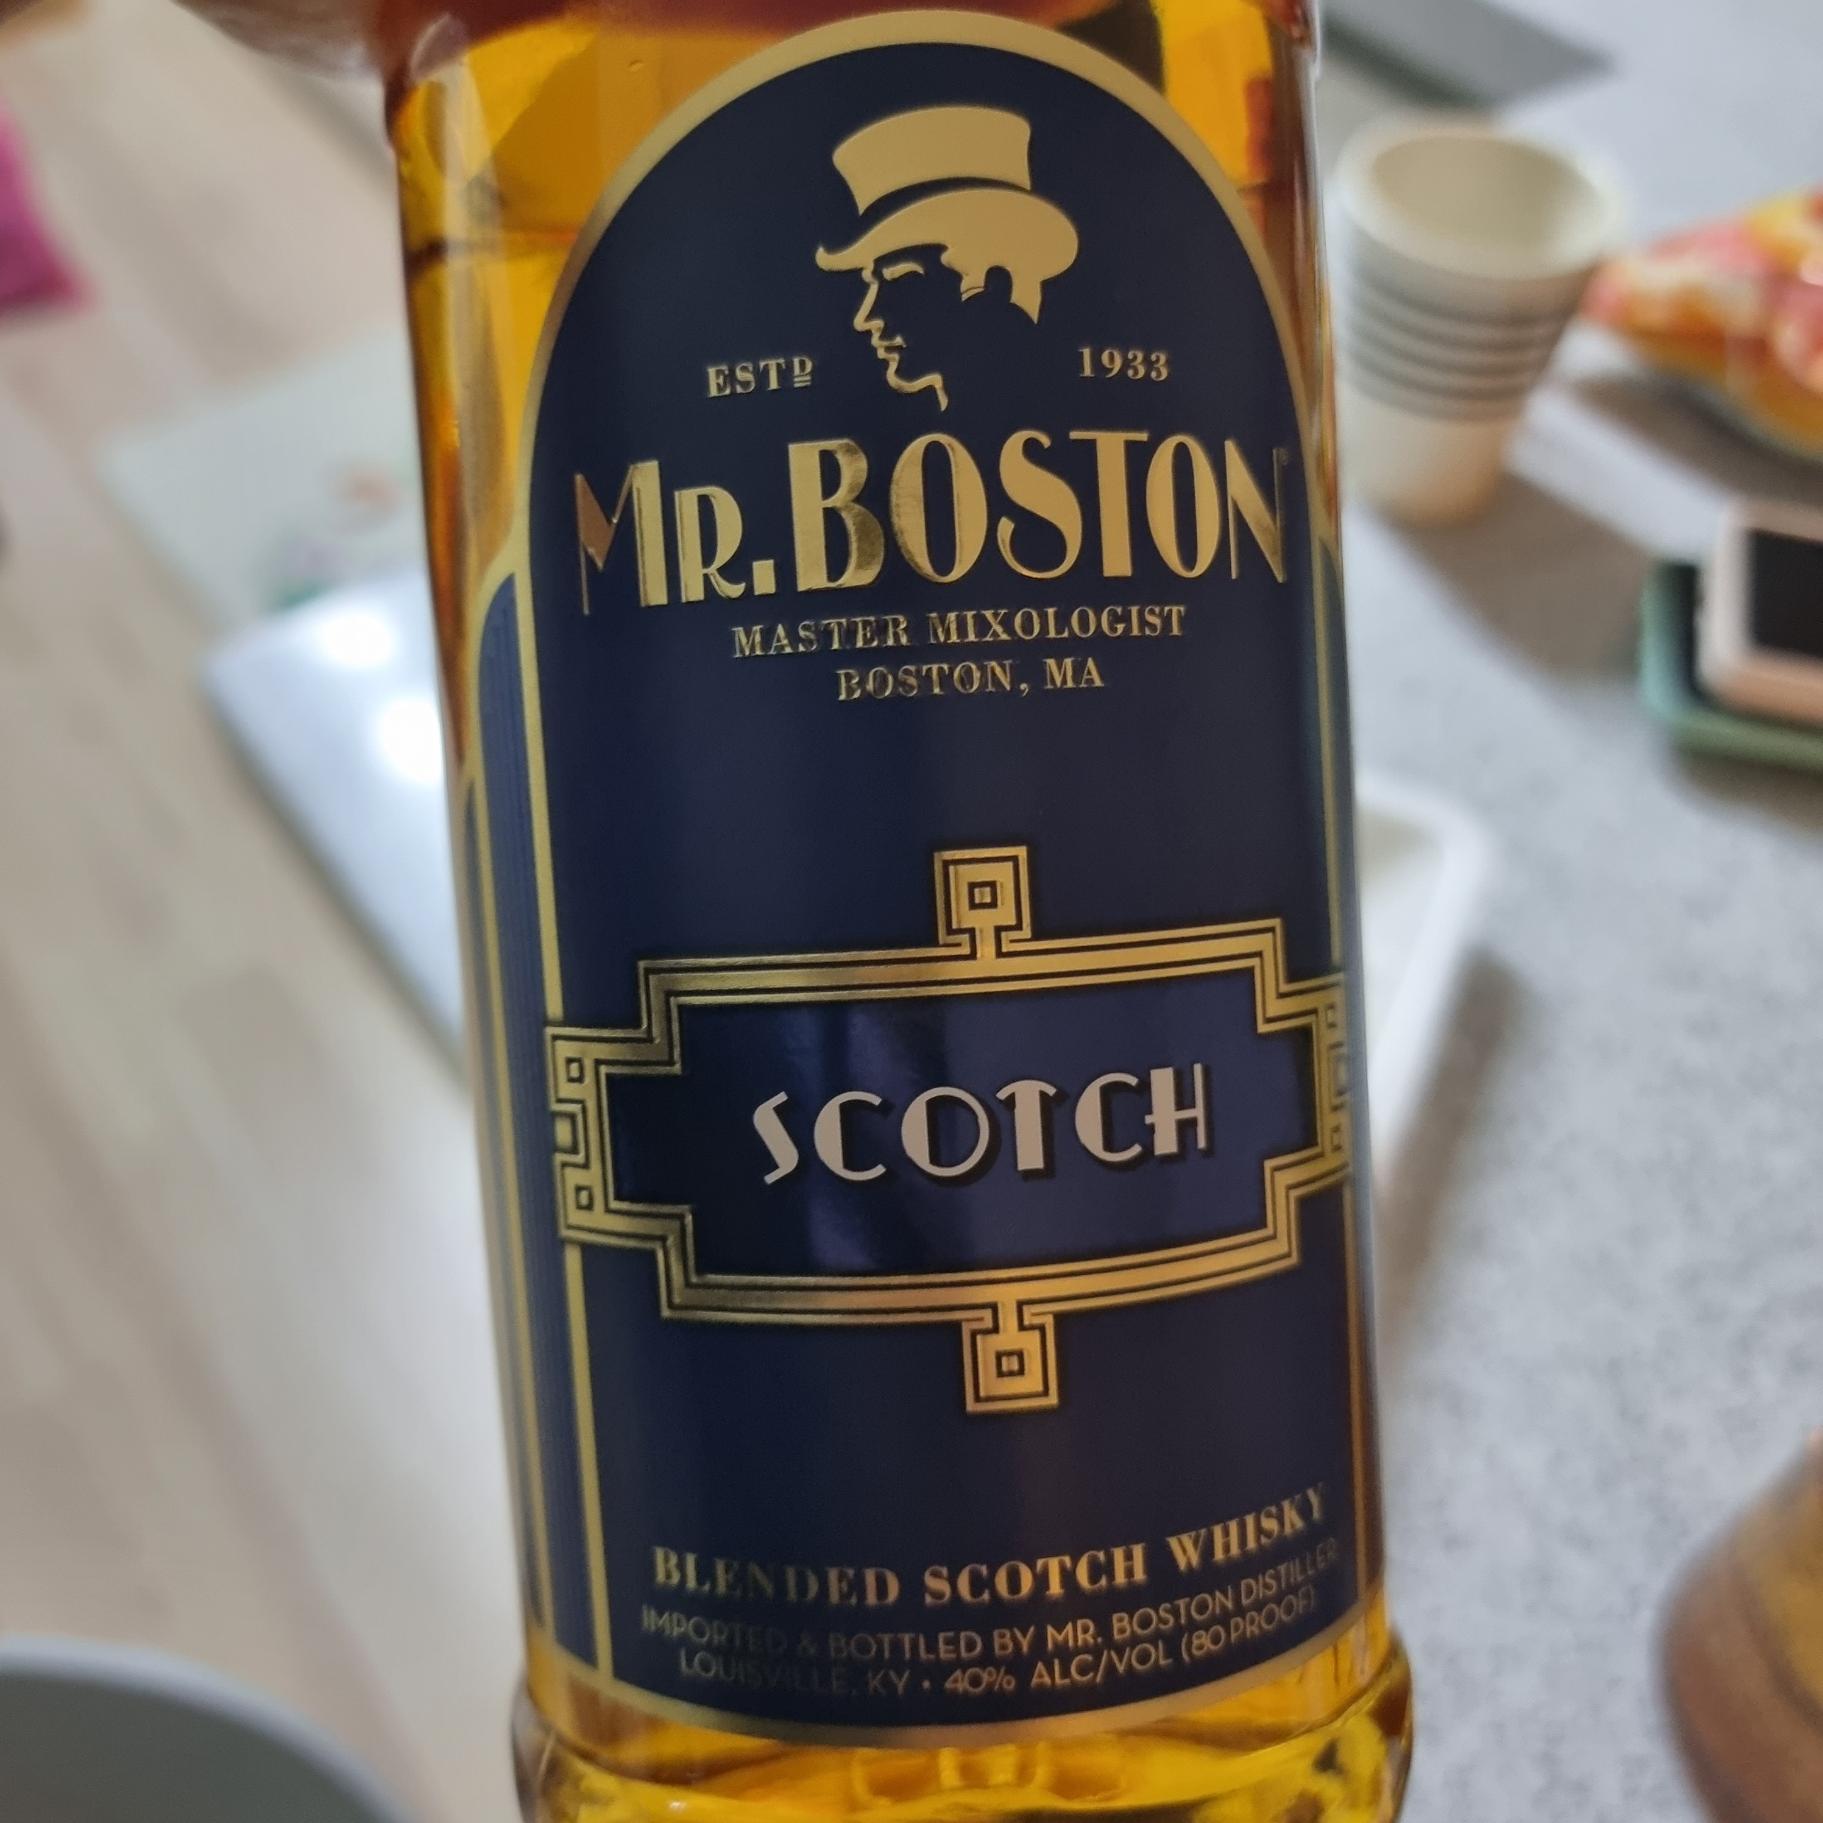 ESTD 1933
MR. BOSTON
MASTER MIXOLOGIST
BOSTON, MA
SCOTCH
BLENDED SCOTCH WHISKY
IMPORTED & BOTTLED BY MR. BOSTON DISTILLER
LOUISVILLE, KY • 40% ALC/VOL (80 PROOF)